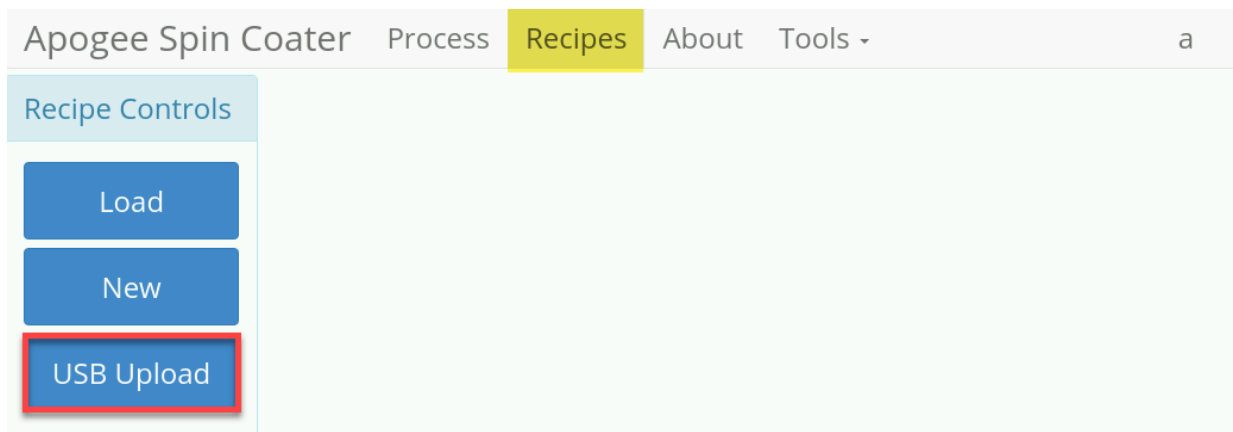 Apogee Spin Coater Process Recipes About Tools a
Recipe Controls
Load
New
USB Upload